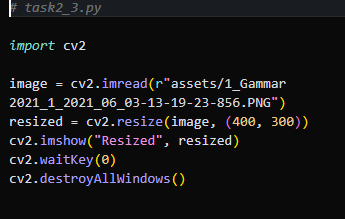 # task2_3.py
import cv2
image = cv2.imread(r"assets/1_Gammar
2021_1_2021_06_03-13-19-23-856.PNG")
resized = cv2.resize(image, (400, 300))
cv2.imshow("Resized", resized)
cv2.waitKey(0)
cv2.destroyAllWindows()